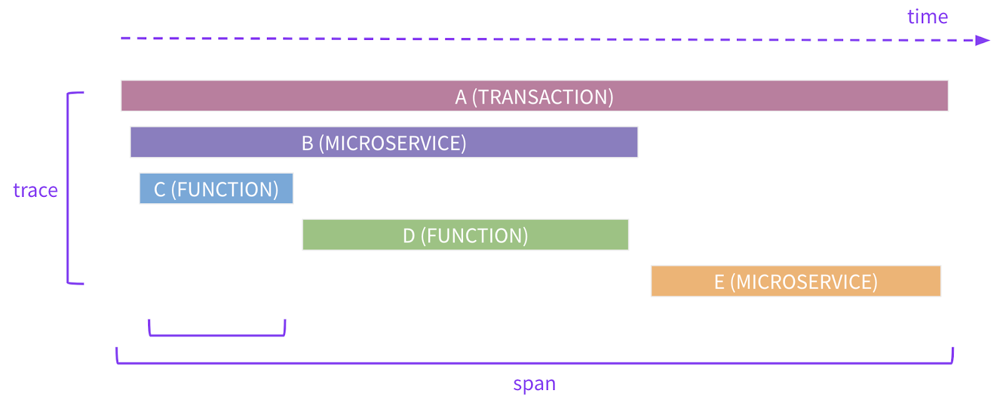 time
A (TRANSACTION)
B (MICROSERVICE)
trace
C (FUNCTION)
D (FUNCTION)
E (MICROSERVICE)
span